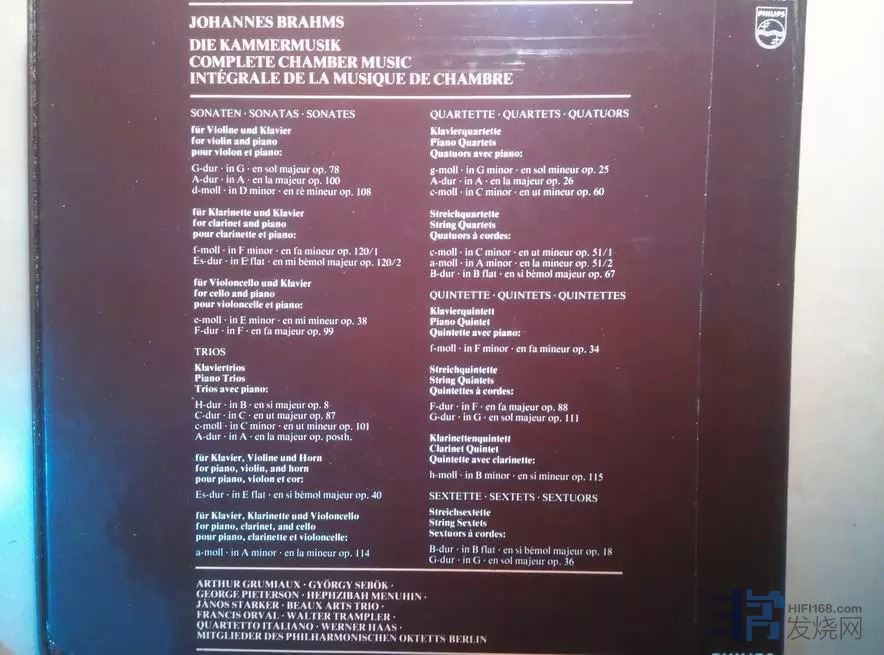 JOHANNES BRAHMS
DIE KAMMERMUSIK
COMPLETE CHAMBER MUSIC
INTÉGRALE DE LA MUSIQUE DE CHAMBRE
PHILIPS
SONATEN · SONATAS · SONATES
für Violine und Klavier
for violin and piano
pour violon et piano:
G-dur · in G · en sol majeur op. 78
A-dur · in A · en la majeur op. 100
d-moll · in D minor · en ré mineur op. 108
für Klarinette und Klavier
for clarinet and piano
pour clarinette et piano:
f-moll · in F minor · en fa mineur op. 120/1
Es-dur · in E flat · en mi bémol majeur op. 120/2
für Violoncello und Klavier
for cello and piano
pour violoncelle et piano:
e-moll · in E minor · en mi mineur op. 38
F-dur · in F · en fa majeur op. 99
TRIOS
Klaviertrios
Piano Trios
Trios avec piano:
H-dur · in B · en si majeur op. 8
C-dur · in C · en ut majeur op. 87
c-moll · in C minor · en ut mineur op. 101
A-dur · in A · en la majeur op. posth.
für Klavier, Violine und Horn
for piano, violin, and horn
pour piano, violon et cor:
Es-dur · in E flat · en si bémol majeur op. 40
für Klavier, Klarinette und Violoncello
for piano, clarinet, and cello
pour piano, clarinette et violoncelle:
a-moll · in A minor · en la mineur op. 114
QUARTETTE · QUARTETS · QUATUORS
Klavierquartette
Piano Quartets
Quatuors avec piano:
g-moll · in G minor · en sol mineur op. 25
A-dur · in A · en la majeur op. 26
c-moll · in C minor · en ut mineur op. 60
Streichquartette
String Quartets
Quatuors à cordes:
c-moll · in C minor · en ut mineur op. 51/1
a-moll · in A minor · en la mineur op. 51/2
B-dur · in B flat · en si bémol majeur op. 67
QUINTETTE · QUINTETS · QUINTETTES
Klavierquintett
Piano Quintet
Quintette avec piano:
f-moll · in F minor · en fa mineur op. 34
Streichquintette
String Quintets
Quintettes à cordes:
F-dur · in F · en fa majeur op. 88
G-dur · in G · en sol majeur op. 111
Klarinettenquintett
Clarinet Quintet
Quintette avec clarinette:
h-moll · in B minor · en si mineur op. 115
SEXTETTE · SEXTETS · SEXTUORS
Streichsextette
String Sextets
Sextuors à cordes:
B-dur · in B flat · en si bémol majeur op. 18
G-dur · in G · en sol majeur op. 36
ARTHUR GRUMIAUX · GYÖRGY SEBÖK ·
GEORGE PIETERSON · HEPHZIBAH MENUHIN ·
JÁNOS STARKER · BEAUX ARTS TRIO ·
FRANCIS ORVAL · WALTER TRAMPLER ·
QUARTETTO ITALIANO · WERNER HAAS ·
MITGLIEDER DES PHILHARMONISCHEN OKTETTS BERLIN
HIFI168.com
发烧网
PHILIPS